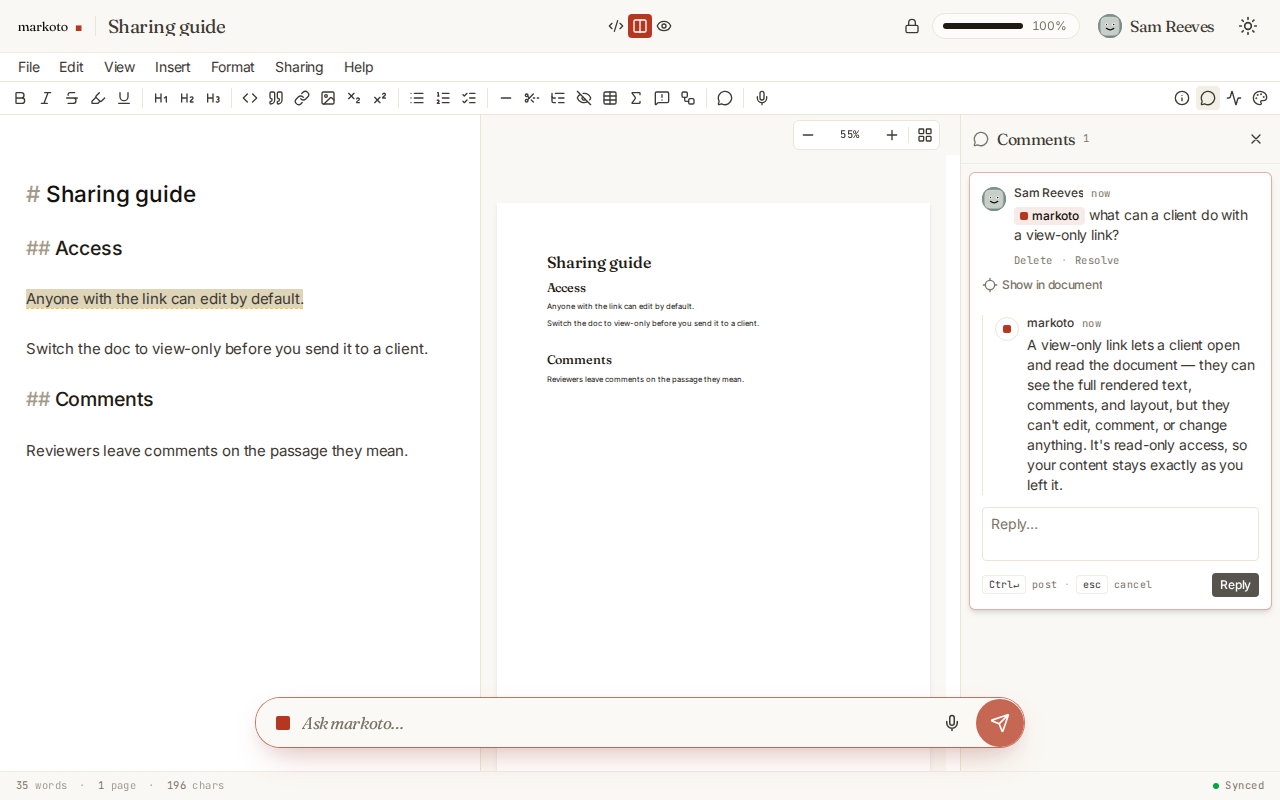 markoto
Sharing guide
100%
Sam Reeves
File Edit View Insert Format Sharing Help
H1 H2 H3
55%
# Sharing guide
## Access
Anyone with the link can edit by default.
Switch the doc to view-only before you send it to a client.
## Comments
Reviewers leave comments on the passage they mean.
Sharing guide
Access
Anyone with the link can edit by default.
Switch the doc to view-only before you send it to a client.
Comments
Reviewers leave comments on the passage they mean.
Comments 1
Sam Reeves now
markoto what can a client do with
a view-only link?
Delete · Resolve
Show in document
markoto now
A view-only link lets a client open
and read the document — they can
see the full rendered text,
comments, and layout, but they
can't edit, comment, or change
anything. It's read-only access, so
your content stays exactly as you
left it.
Reply...
Ctrl↵ post · esc cancel
Reply
Ask markoto...
35 words · 1 page · 196 chars
Synced